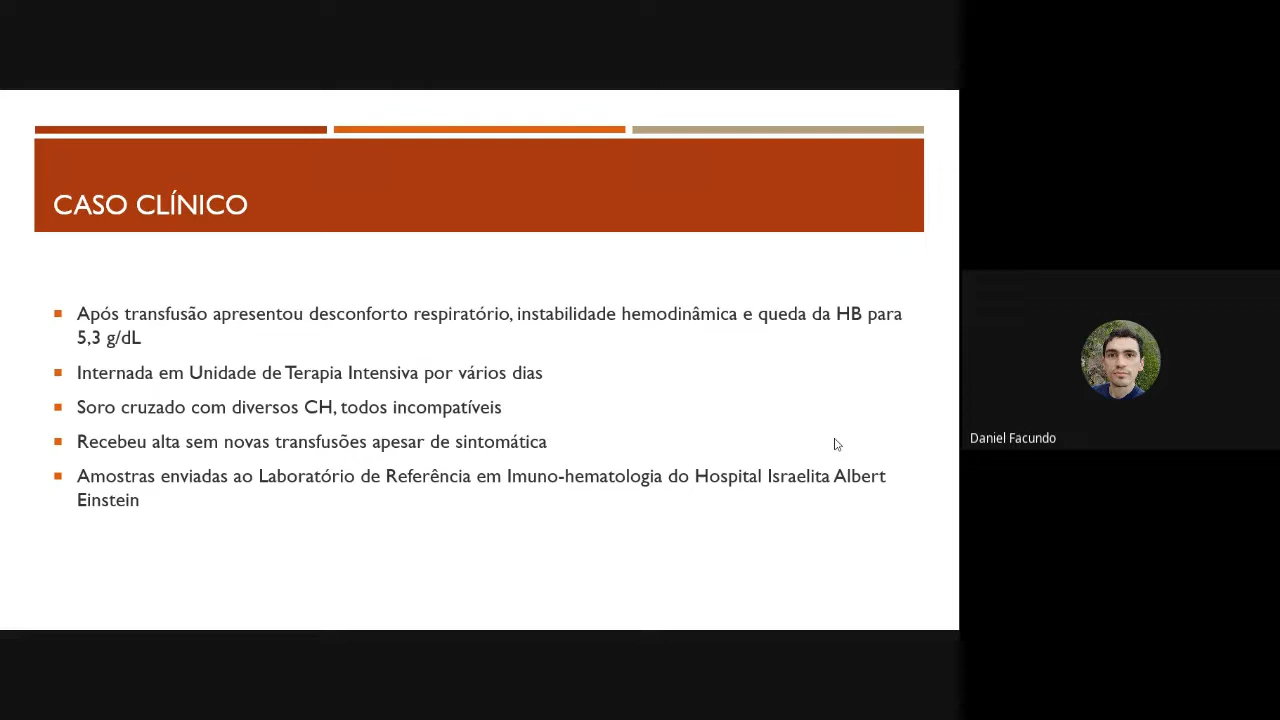 CASO CLÍNICO
Após transfusão apresentou desconforto respiratório, instabilidade hemodinâmica e queda da HB para
5,3 g/dL
Internada em Unidade de Terapia Intensiva por vários dias
Soro cruzado com diversos CH, todos incompatíveis
Recebeu alta sem novas transfusões apesar de sintomática
Amostras enviadas ao Laboratório de Referência em Imuno-hematologia do Hospital Israelita Albert
Einstein
Daniel Facundo